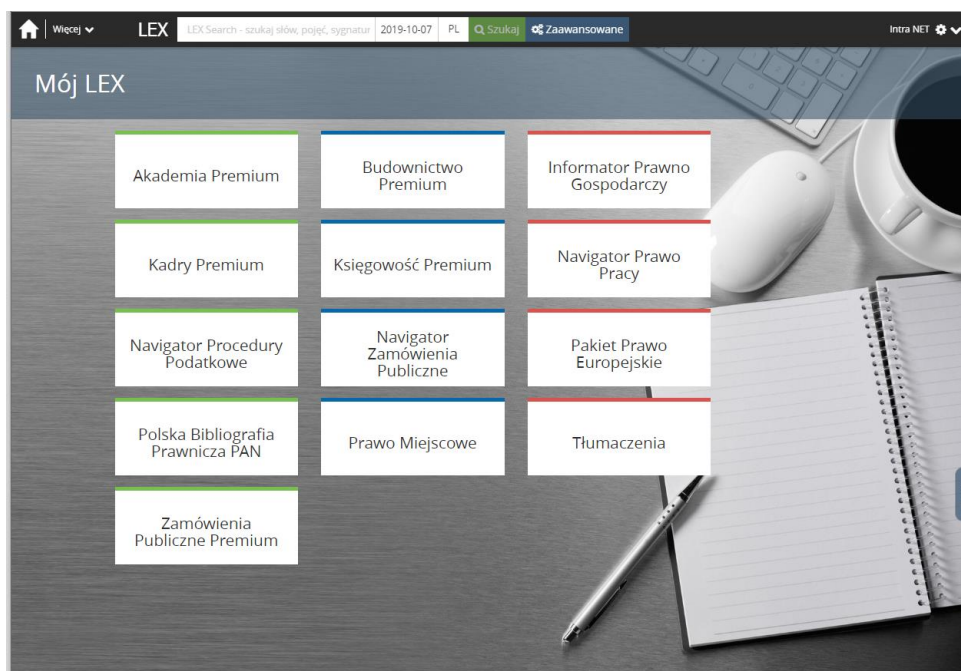 Więcej
LEX
LEX Search - szukaj słów, pojęć, sygnatur
2019-10-07
PL
Szukaj
Zaawansowane
Intra NET
Mój LEX
Akademia Premium
Budownictwo
Premium
Informator Prawno
Gospodarczy
Kadry Premium
Księgowość Premium
Navigator Prawo
Pracy
Navigator Procedury
Podatkowe
Navigator
Zamówienia
Publiczne
Pakiet Prawo
Europejskie
Polska Bibliografia
Prawnicza PAN
Prawo Miejscowe
Tłumaczenia
Zamówienia
Publiczne Premium